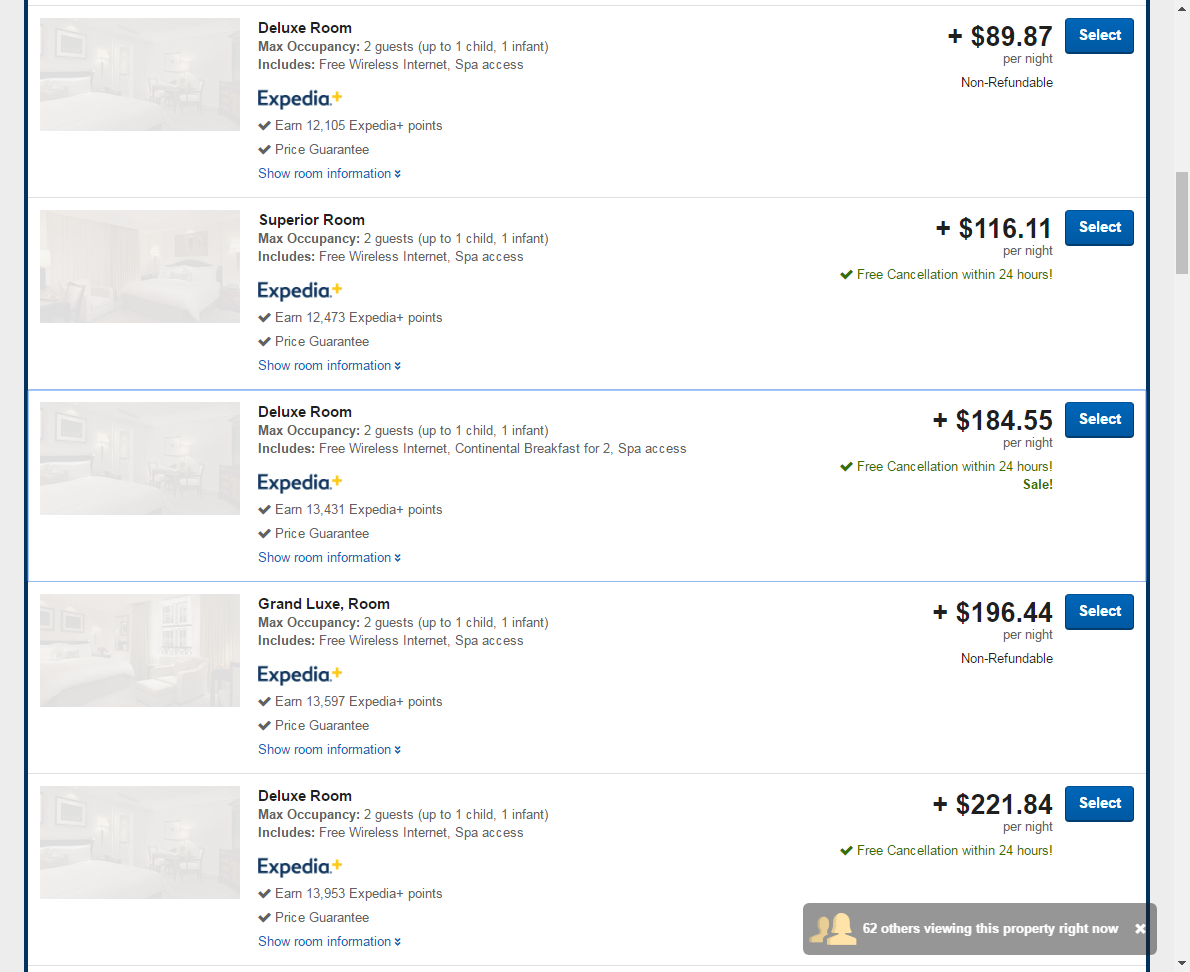 Deluxe Room
Max Occupancy: 2 guests (up to 1 child, 1 infant)
Includes: Free Wireless Internet, Spa access
Expedia+
Earn 12,105 Expedia+ points
Price Guarantee
Show room information
+ $89.87
per night
Non-Refundable
Select
Superior Room
Max Occupancy: 2 guests (up to 1 child, 1 infant)
Includes: Free Wireless Internet, Spa access
Expedia+
Earn 12,473 Expedia+ points
Price Guarantee
Show room information
+ $116.11
per night
Free Cancellation within 24 hours!
Select
Deluxe Room
Max Occupancy: 2 guests (up to 1 child, 1 infant)
Includes: Free Wireless Internet, Continental Breakfast for 2, Spa access
Expedia+
Earn 13,431 Expedia+ points
Price Guarantee
Show room information
+ $184.55
per night
Free Cancellation within 24 hours!
Sale!
Select
Grand Luxe, Room
Max Occupancy: 2 guests (up to 1 child, 1 infant)
Includes: Free Wireless Internet, Spa access
Expedia+
Earn 13,597 Expedia+ points
Price Guarantee
Show room information
+ $196.44
per night
Non-Refundable
Select
Deluxe Room
Max Occupancy: 2 guests (up to 1 child, 1 infant)
Includes: Free Wireless Internet, Spa access
Expedia+
Earn 13,953 Expedia+ points
Price Guarantee
Show room information
+ $221.84
per night
Free Cancellation within 24 hours!
Select
62 others viewing this property right now